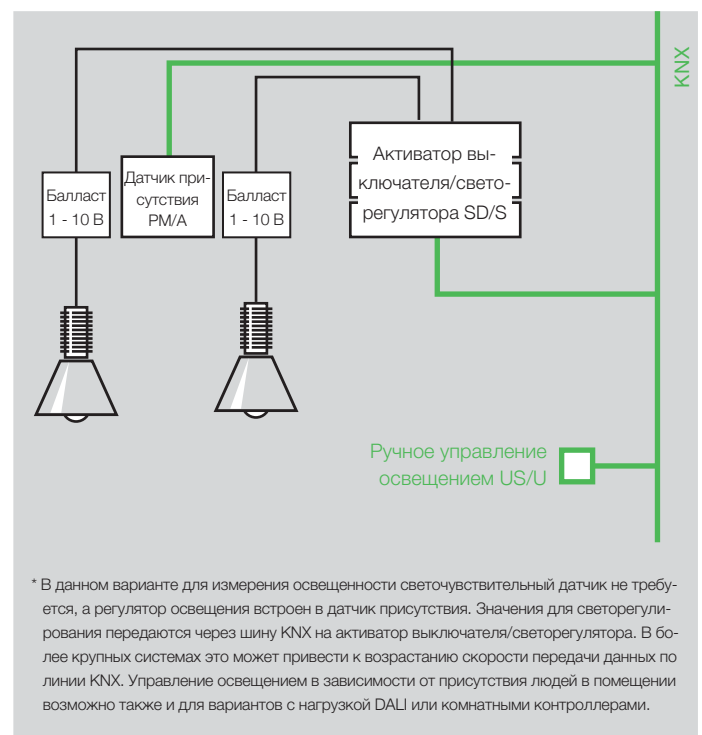 KNX
Активатор вы-
ключателя/свето-
регулятора SD/S
Балласт
1 - 10 В
Датчик при-
сутствия
PM/A
Балласт
1 - 10 В
Ручное управление
освещением US/U
* В данном варианте для измерения освещенности светочувствительный датчик не требу-
ется, а регулятор освещения встроен в датчик присутствия. Значения для светорегули-
рования передаются через шину KNX на активатор выключателя/светорегулятора. В бо-
лее крупных системах это может привести к возрастанию скорости передачи данных по
линии KNX. Управление освещением в зависимости от присутствия людей в помещении
возможно также и для вариантов с нагрузкой DALI или комнатными контроллерами.